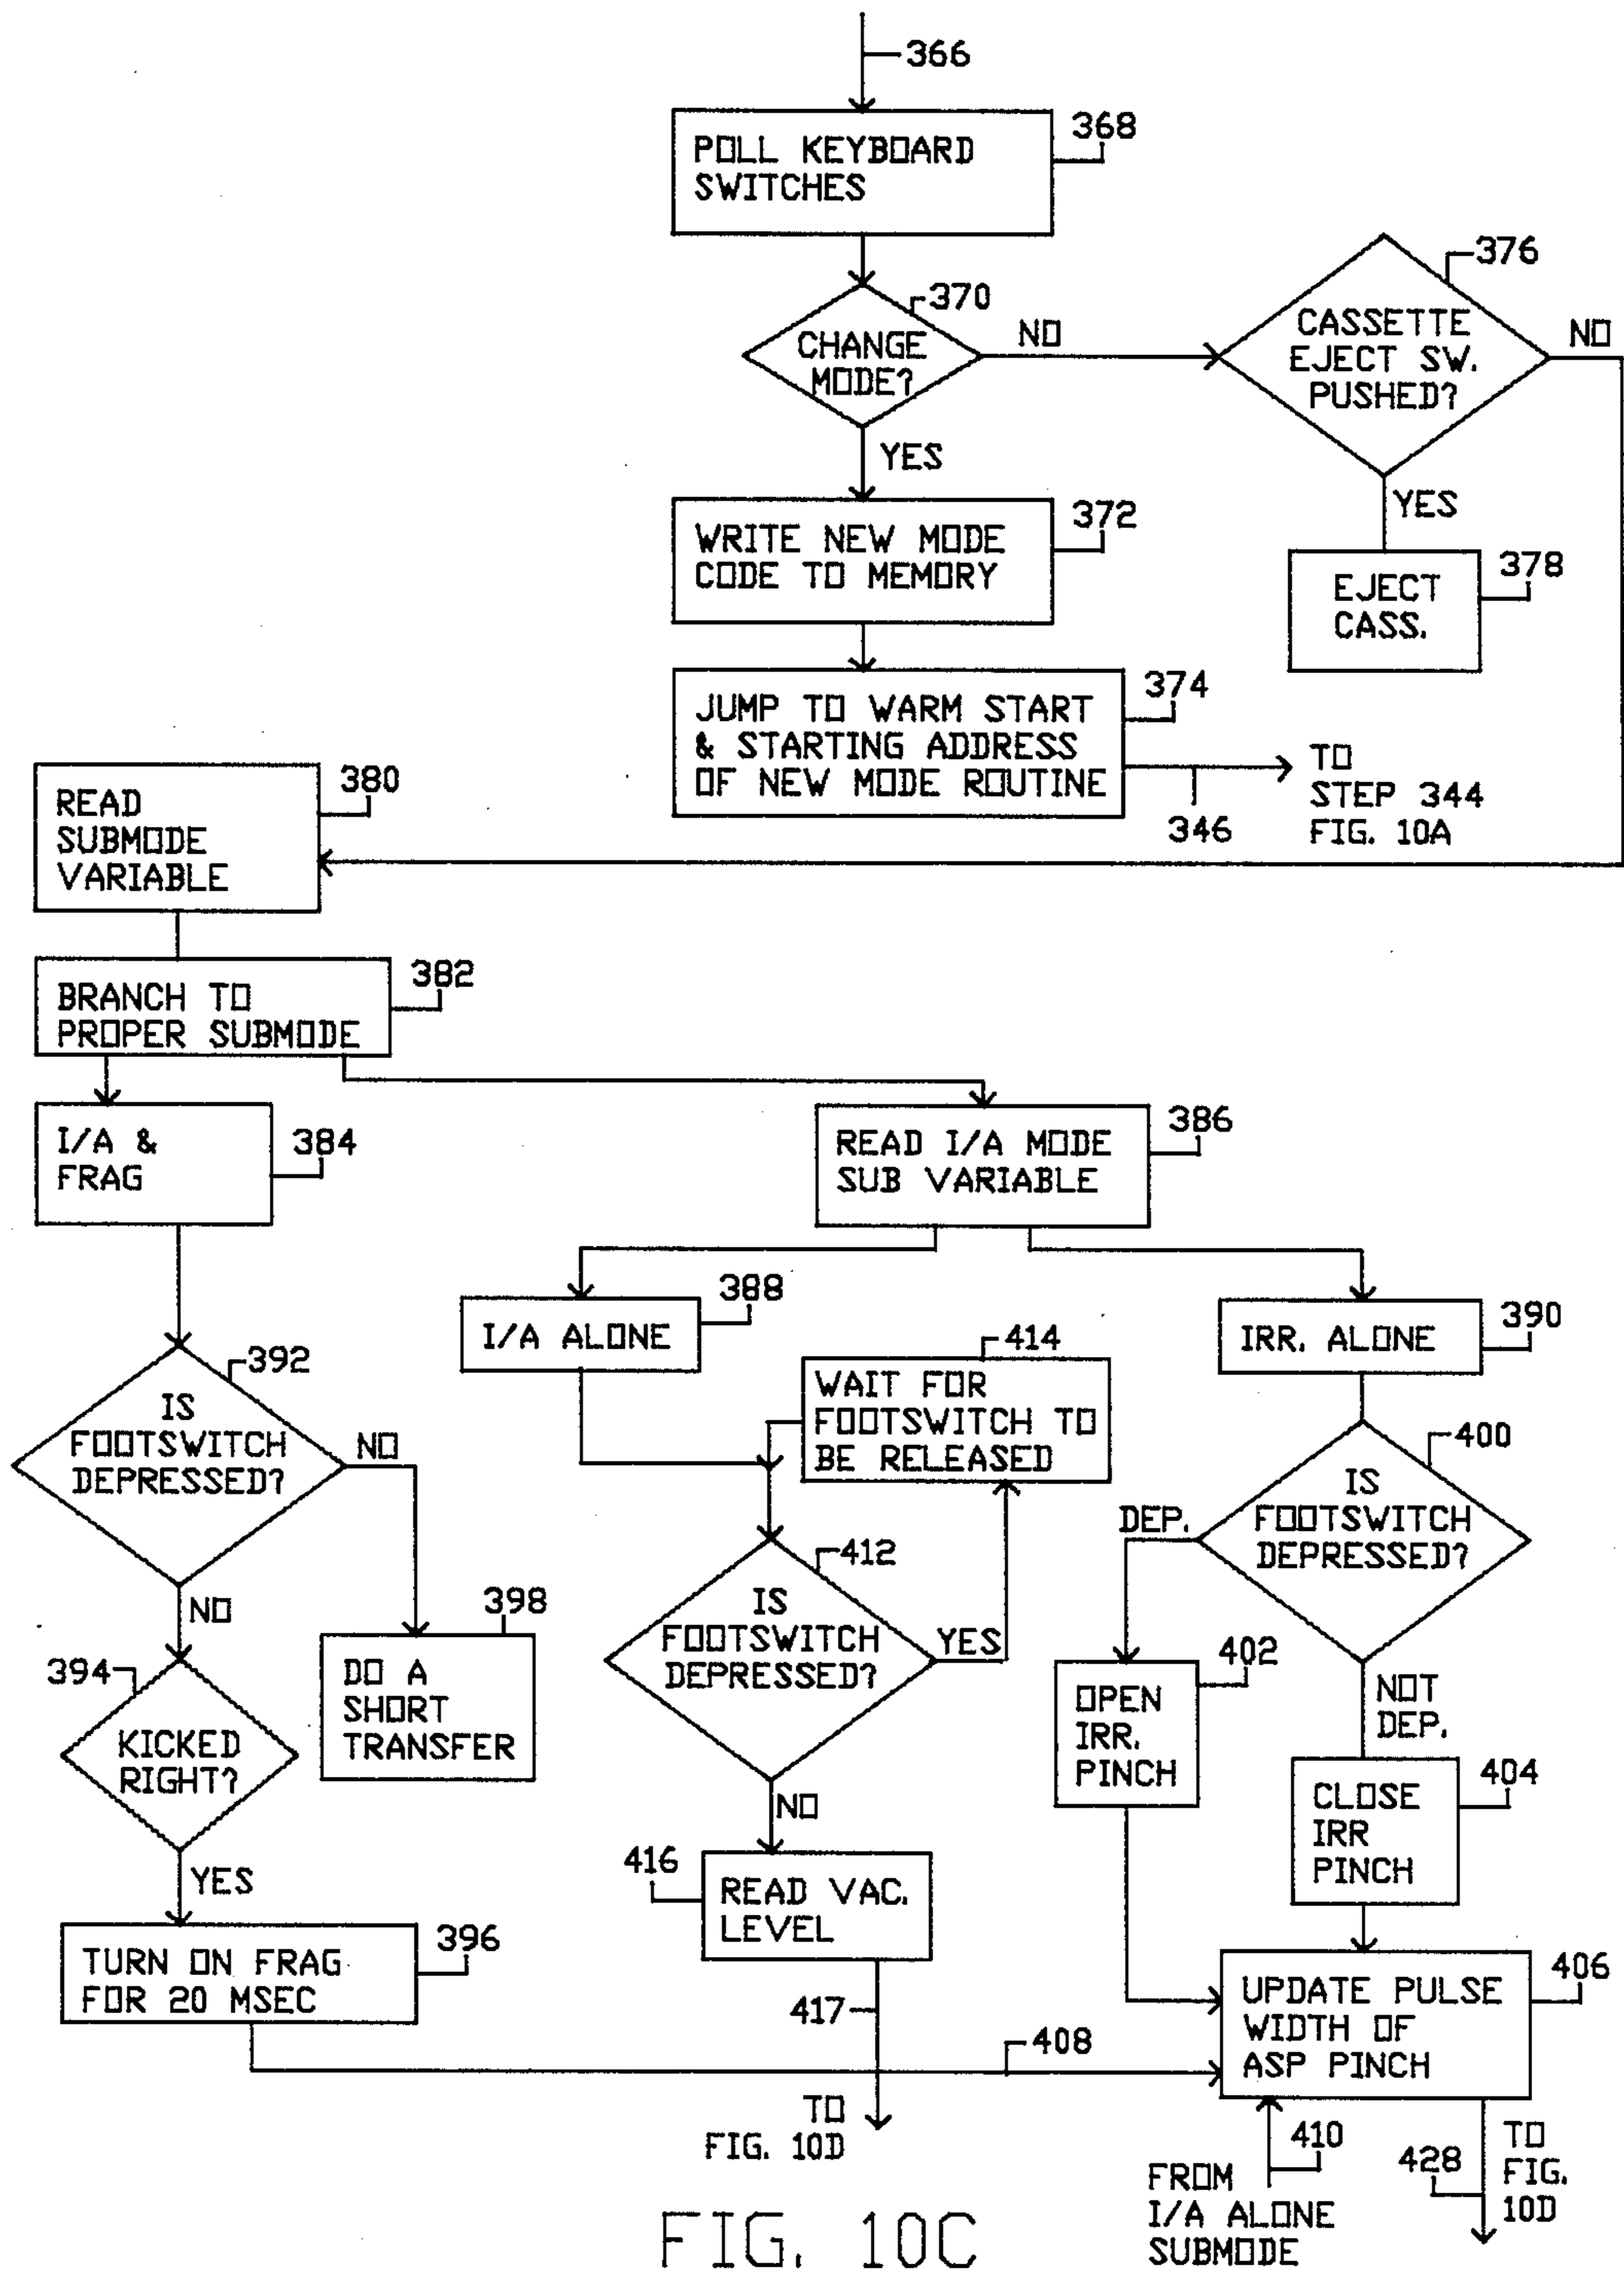 366
POLL KEYBOARD
SWITCHES
368
370
CHANGE
MODE?
NO
376
CASSETTE
EJECT SW.
PUSHED?
NO
YES
YES
WRITE NEW MODE
CODE TO MEMORY
372
EJECT
CASS.
378
JUMP TO WARM START
& STARTING ADDRESS
OF NEW MODE ROUTINE
374
346
TO
STEP 344
FIG. 10A
READ
SUBMODE
VARIABLE
380
BRANCH TO
PROPER SUBMODE
382
I/A &
FRAG
384
READ I/A MODE
SUB VARIABLE
386
I/A ALONE
388
IRR. ALONE
390
392
IS
FOOTSWITCH
DEPRESSED?
NO
NO
414
WAIT FOR
FOOTSWITCH TO
BE RELEASED
400
IS
FOOTSWITCH
DEPRESSED?
DEP.
NOT
DEP.
412
IS
FOOTSWITCH
DEPRESSED?
YES
NO
398
DO A
SHORT
TRANSFER
394
KICKED
RIGHT?
YES
402
OPEN
IRR.
PINCH
404
CLOSE
IRR
PINCH
416
READ VAC.
LEVEL
TURN ON FRAG
FOR 20 MSEC
396
417
408
UPDATE PULSE
WIDTH OF
ASP PINCH
406
TO
FIG. 10D
410
FROM
I/A ALONE
SUBMODE
428
TO
FIG.
10D
FIG. 10C